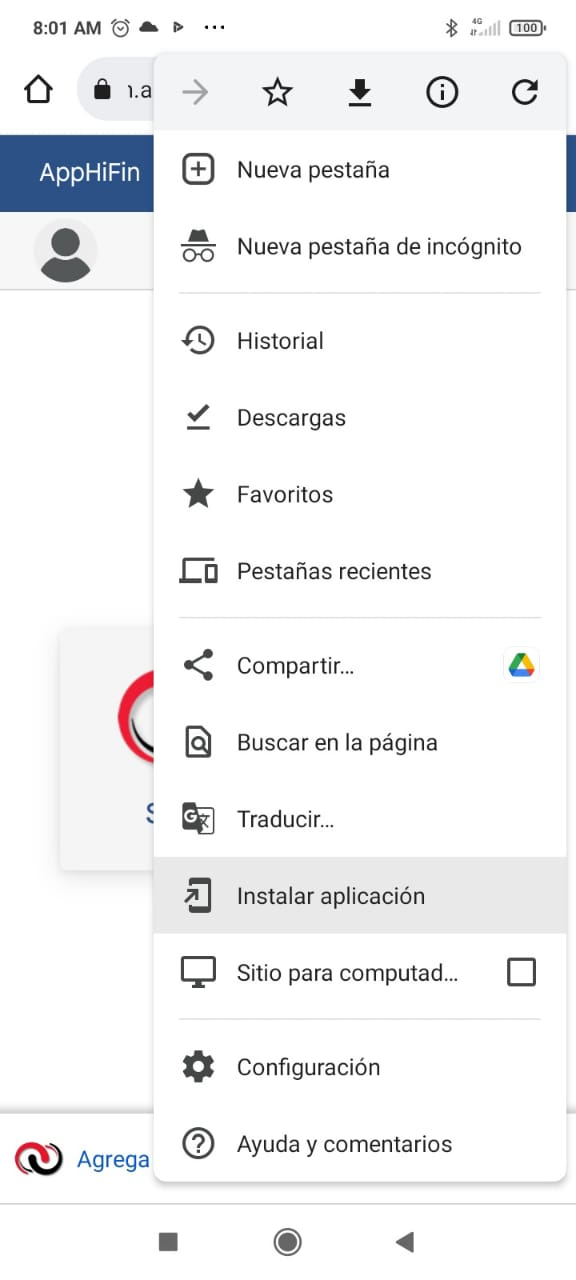 8:01 AM
4G
100
ı.a
AppHiFin
Nueva pestaña
Nueva pestaña de incógnito
Historial
Descargas
Favoritos
Pestañas recientes
Compartir...
Buscar en la página
Traducir...
Instalar aplicación
Sitio para computad...
Configuración
Ayuda y comentarios
Agrega